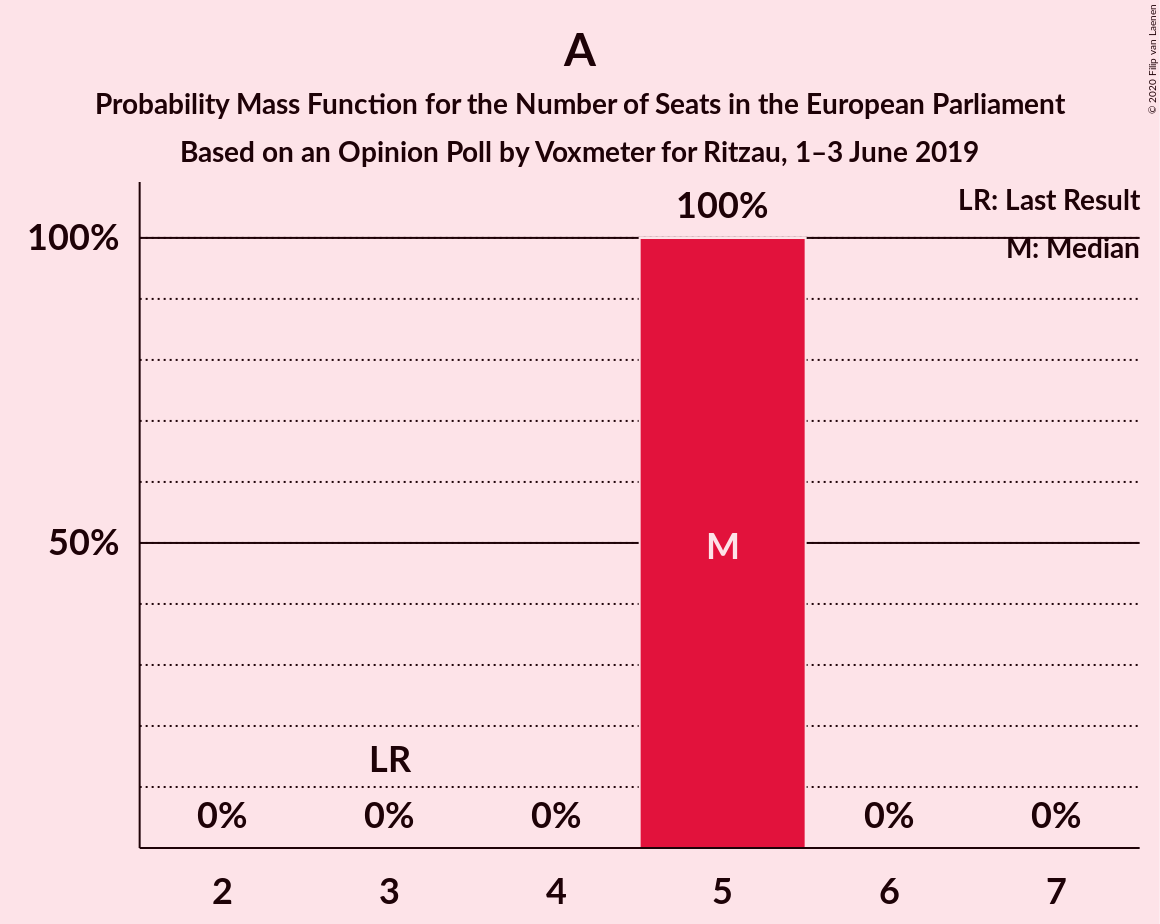 A
Probability Mass Function for the Number of Seats in the European Parliament
Based on an Opinion Poll by Voxmeter for Ritzau, 1–3 June 2019
© 2020 Filip van Laenen
LR: Last Result
M: Median
100%
100%
50%
M
LR
0%
0%
0%
0%
0%
2
3
4
5
6
7